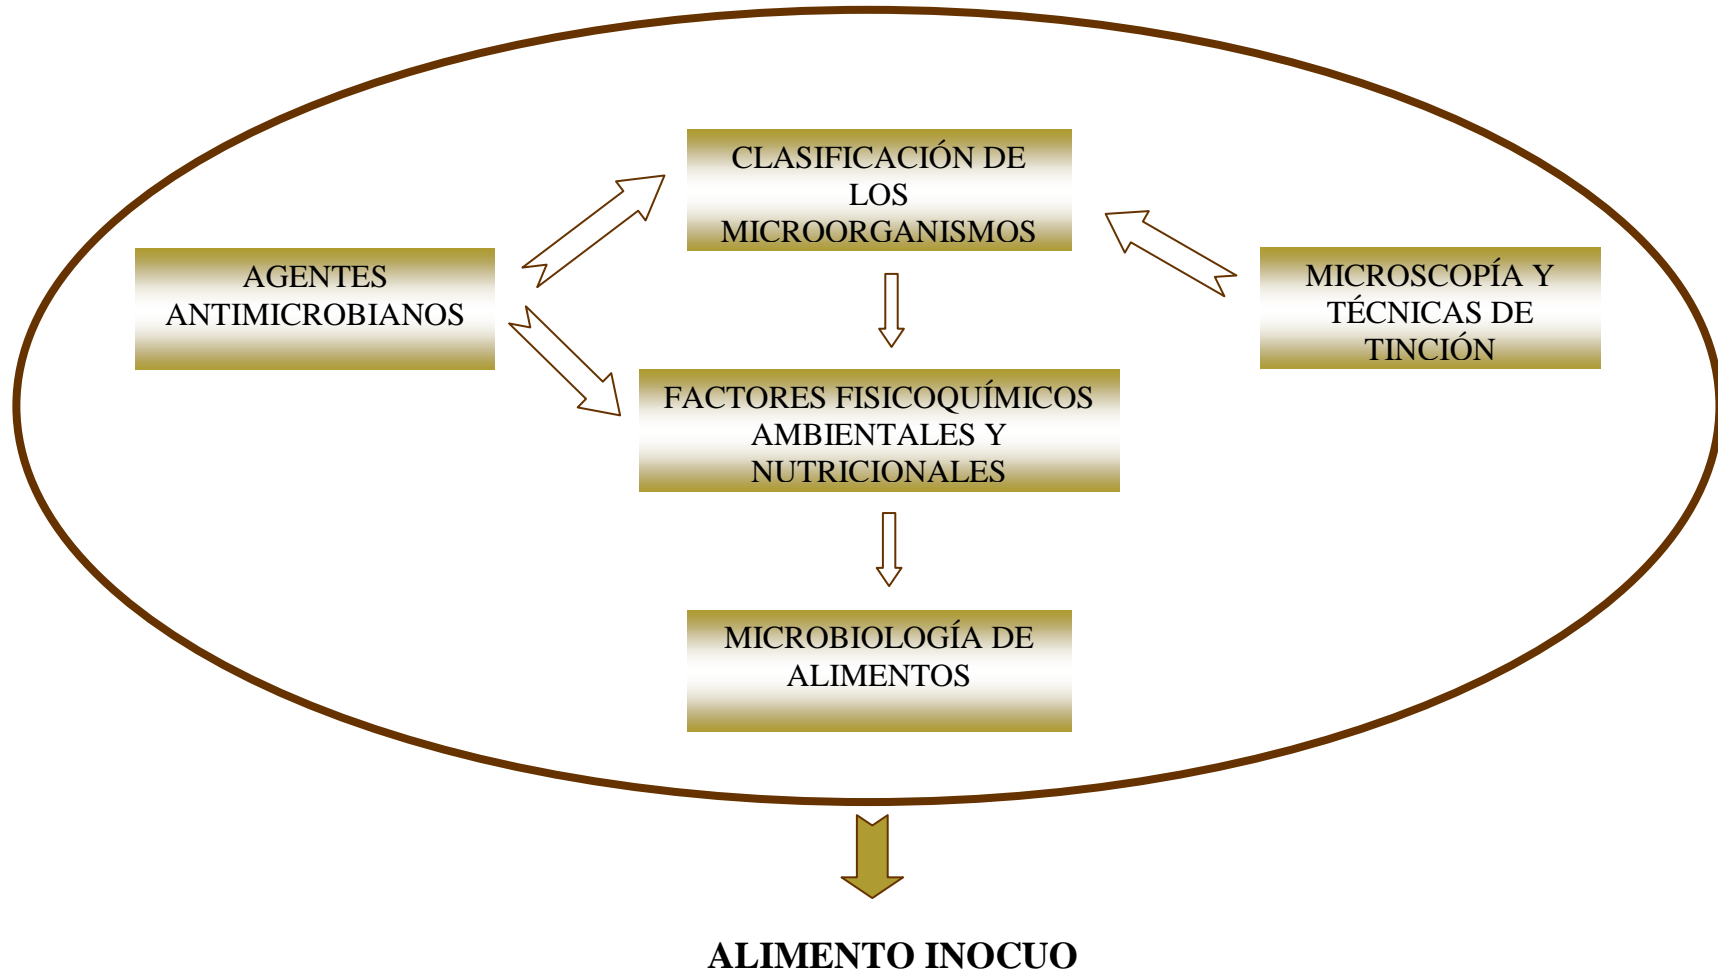 CLASIFICACIÓN DE
LOS
MICROORGANISMOS
AGENTES
ANTIMICROBIANOS
MICROSCOPÍA Y
TÉCNICAS DE
TINCIÓN
FACTORES FISICOQUÍMICOS
AMBIENTALES Y
NUTRICIONALES
MICROBIOLOGÍA DE
ALIMENTOS
ALIMENTO INOCUO